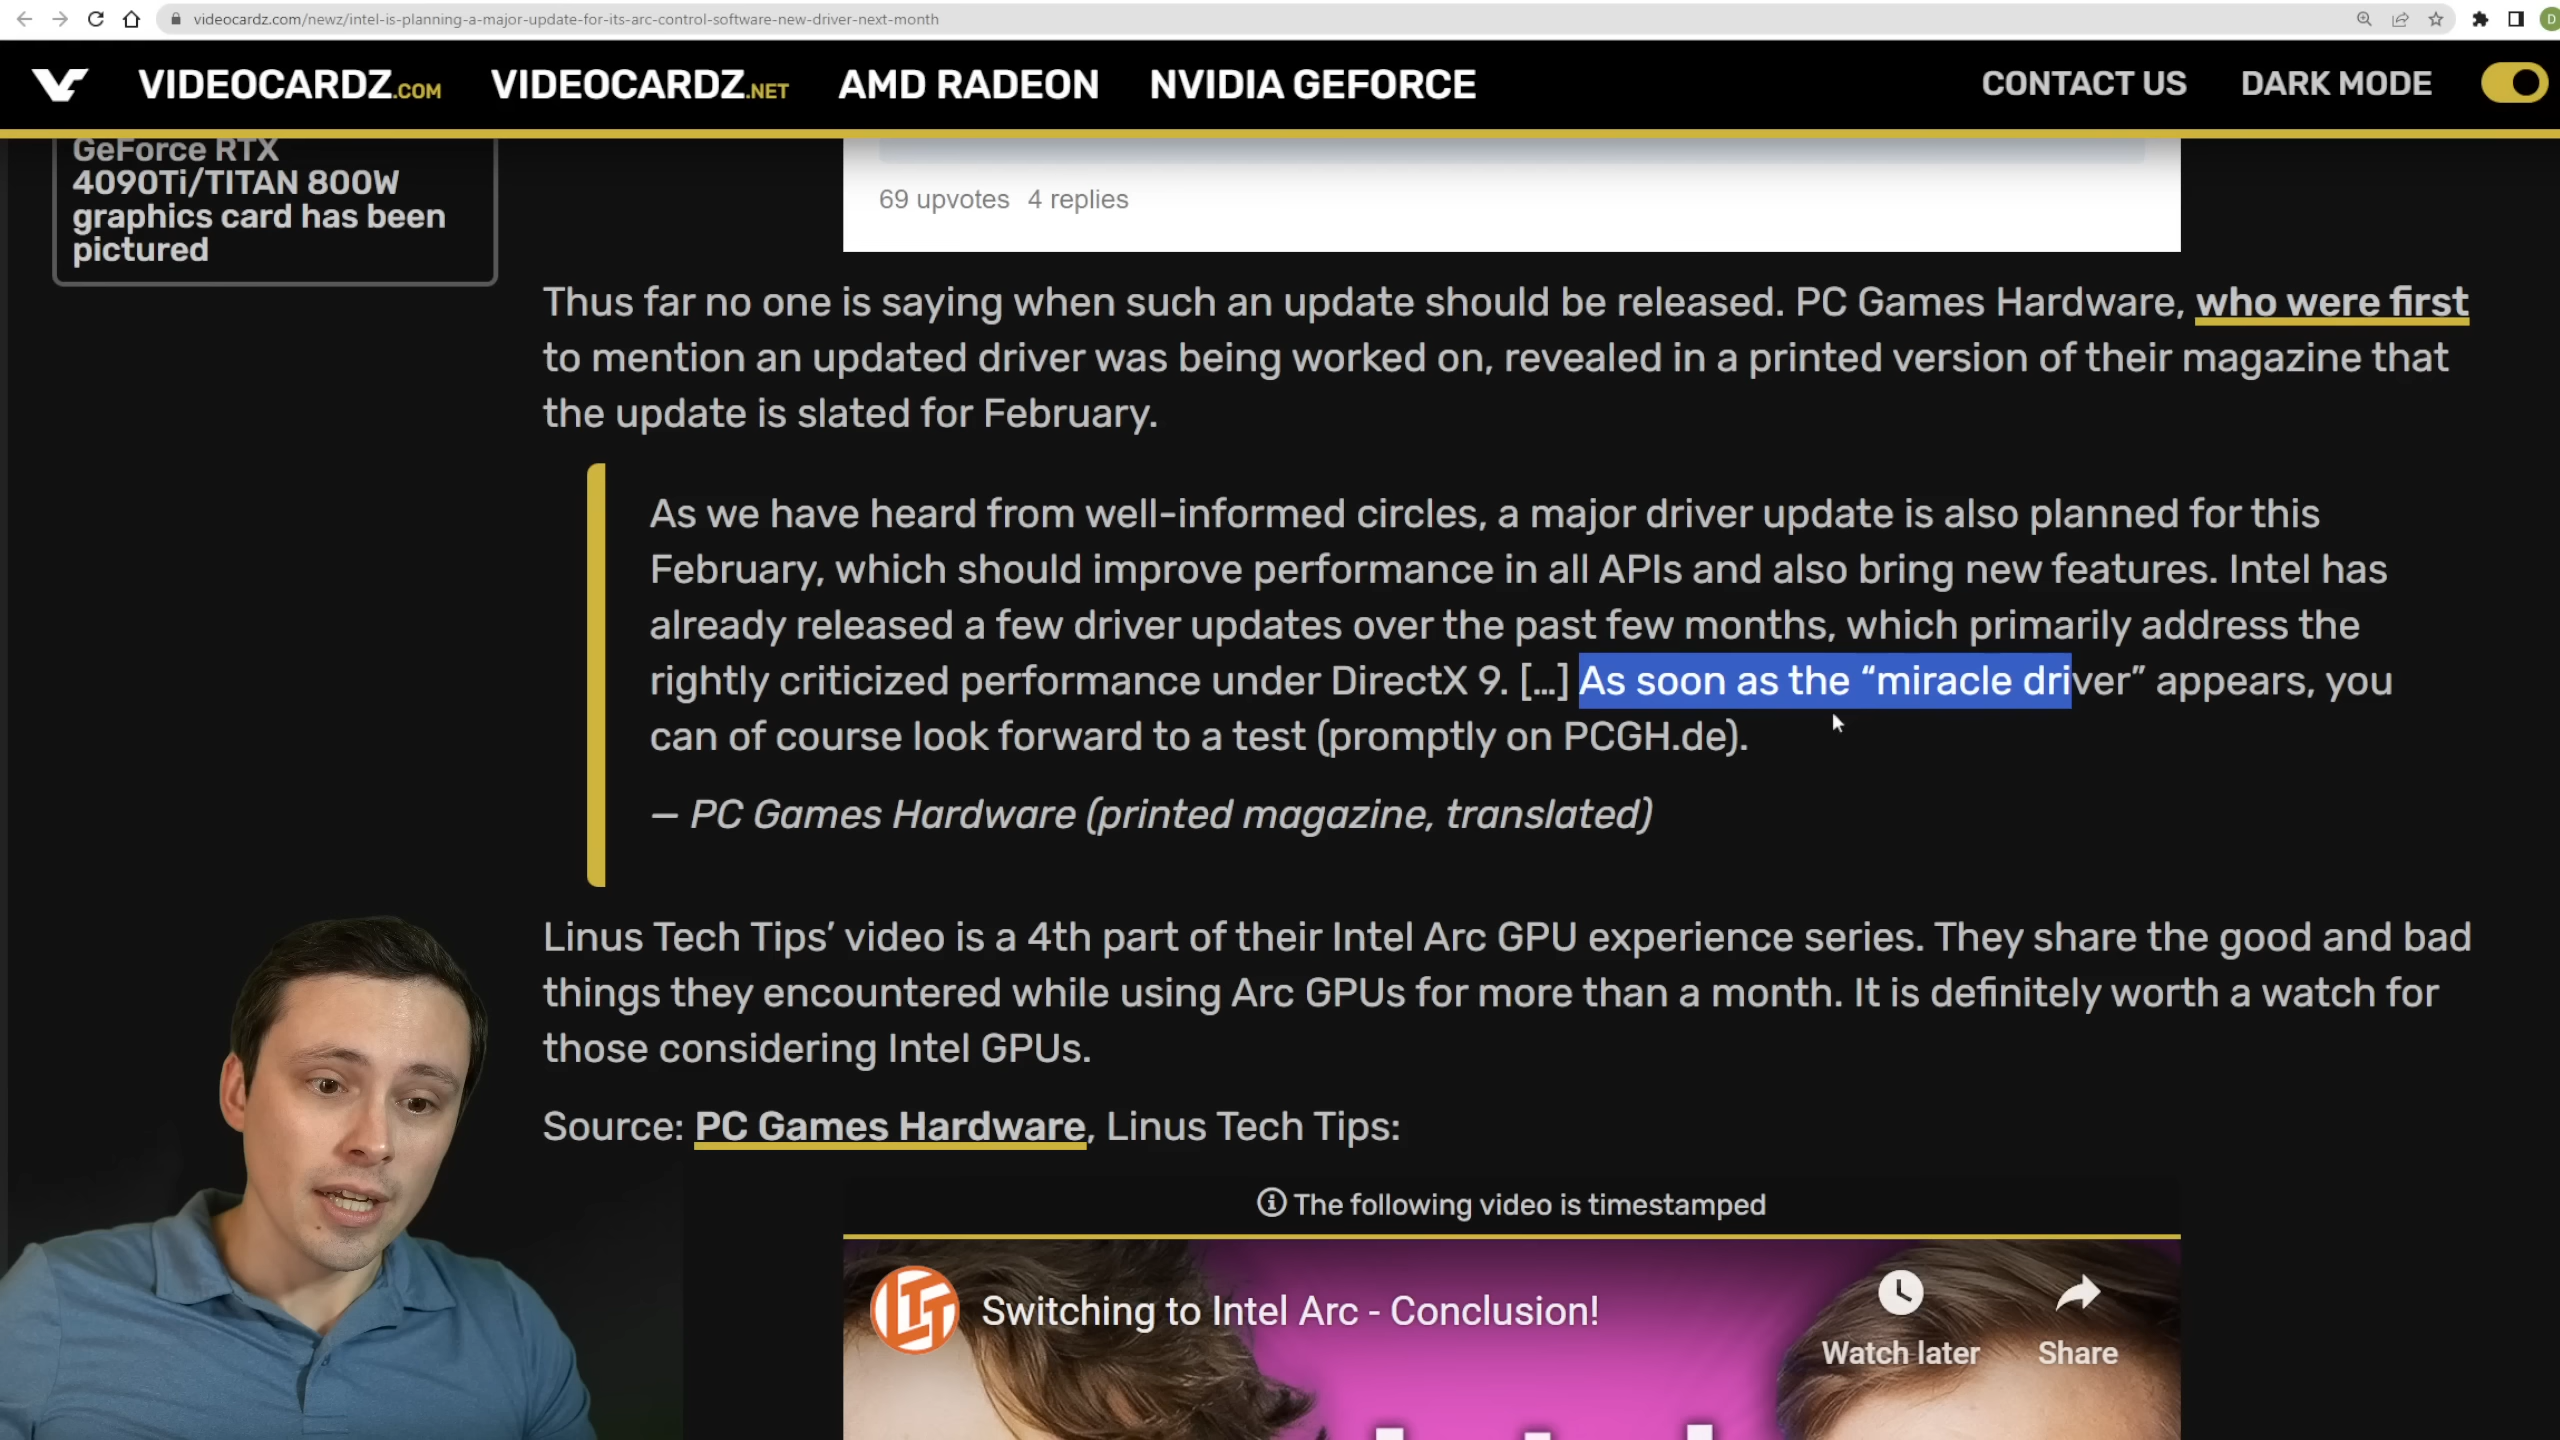 videocardz.com/newz/intel-is-planning-a-major-update-for-its-arc-control-software-new-driver-next-month
D
VIDEOCARDZ.COM VIDEOCARDZ.NET AMD RADEON NVIDIA GEFORCE CONTACT US DARK MODE
GeForce RTX
4090Ti/TITAN 800W
graphics card has been
pictured
69 upvotes 4 replies
Thus far no one is saying when such an update should be released. PC Games Hardware, who were first
to mention an updated driver was being worked on, revealed in a printed version of their magazine that
the update is slated for February.
As we have heard from well-informed circles, a major driver update is also planned for this
February, which should improve performance in all APIs and also bring new features. Intel has
already released a few driver updates over the past few months, which primarily address the
rightly criticized performance under DirectX 9. […] As soon as the “miracle driver” appears, you
can of course look forward to a test (promptly on PCGH.de).
— PC Games Hardware (printed magazine, translated)
Linus Tech Tips’ video is a 4th part of their Intel Arc GPU experience series. They share the good and bad
things they encountered while using Arc GPUs for more than a month. It is definitely worth a watch for
those considering Intel GPUs.
Source: PC Games Hardware, Linus Tech Tips:
The following video is timestamped
LTT Switching to Intel Arc - Conclusion!
Watch later Share